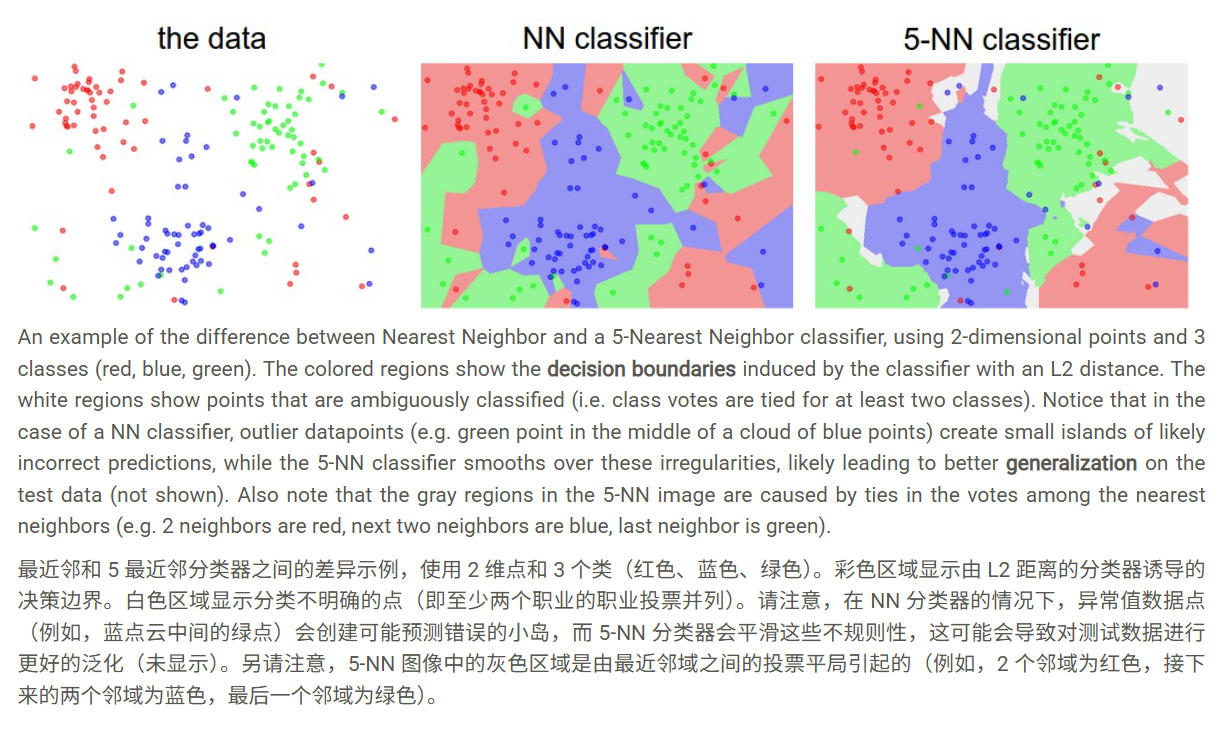 the data
NN classifier
5-NN classifier
An example of the difference between Nearest Neighbor and a 5-Nearest Neighbor classifier, using 2-dimensional points and 3
classes (red, blue, green). The colored regions show the decision boundaries induced by the classifier with an L2 distance. The
white regions show points that are ambiguously classified (i.e. class votes are tied for at least two classes). Notice that in the
case of a NN classifier, outlier datapoints (e.g. green point in the middle of a cloud of blue points) create small islands of likely
incorrect predictions, while the 5-NN classifier smooths over these irregularities, likely leading to better generalization on the
test data (not shown). Also note that the gray regions in the 5-NN image are caused by ties in the votes among the nearest
neighbors (e.g. 2 neighbors are red, next two neighbors are blue, last neighbor is green).
最近邻和 5 最近邻分类器之间的差异示例，使用 2 维点和 3 个类（红色、蓝色、绿色）。彩色区域显示由 L2 距离的分类器诱导的
决策边界。白色区域显示分类不明确的点（即至少两个职业的职业投票并列）。请注意，在 NN 分类器的情况下，异常值数据点
（例如，蓝点云中间的绿点）会创建可能预测错误的小岛，而 5-NN 分类器会平滑这些不规则性，这可能会导致对测试数据进行
更好的泛化（未显示）。另请注意，5-NN 图像中的灰色区域是由最近邻域之间的投票平局引起的（例如，2 个邻域为红色，接下
来的两个邻域为蓝色，最后一个邻域为绿色）。